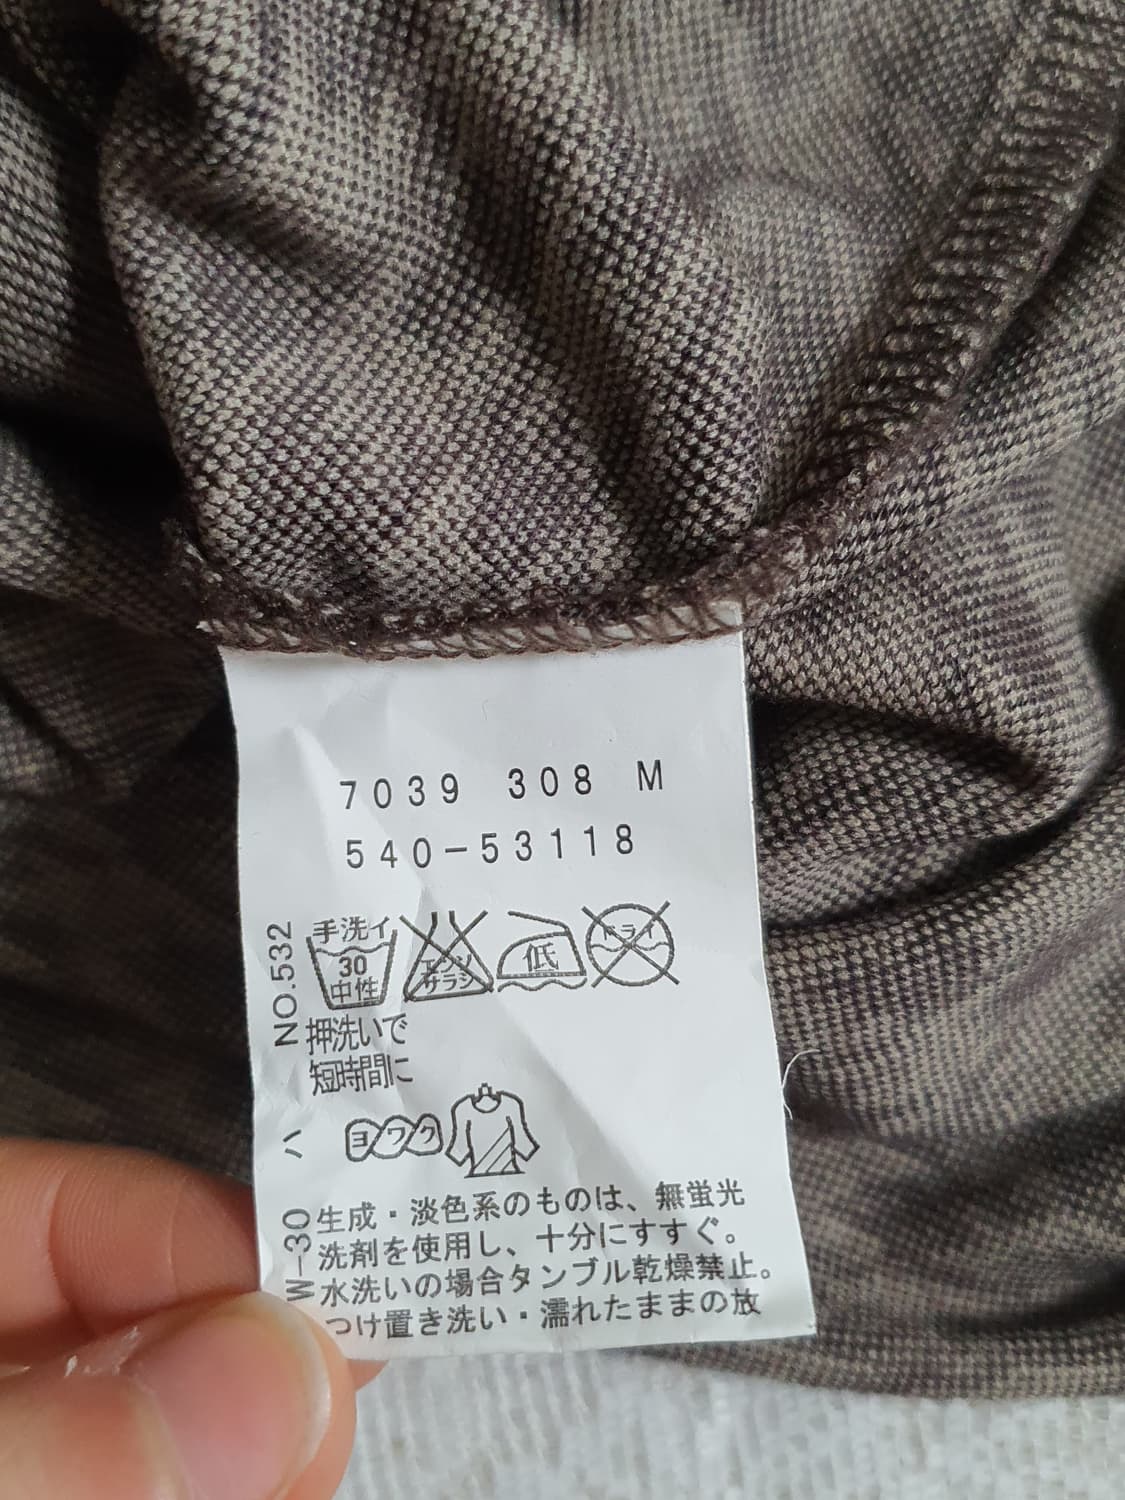 7039 308 M
540-53118
NO.532
手洗イ
30
中性
エンソ
サラシ
低
ドライ
押洗いで
短時間に
ハ
ヨワク
W-30
生成・淡色系のものは、無蛍光
洗剤を使用し、十分にすすぐ。
水洗いの場合タンブル乾燥禁止。
つけ置き洗い・濡れたままの放